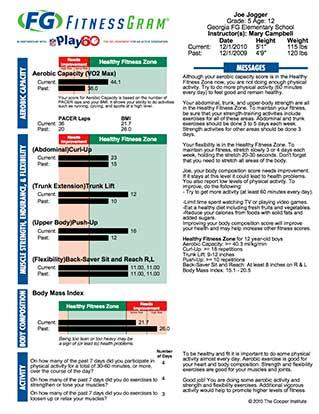 FG FITNESSGRAM
IN PARTNERSHIP WITH NFL PLAY 60
Joe Jogger
Grade: 5 Age: 12
Georgia FG Elementary School
Instructor(s): Mary Campbell
Date Height Weight
Current: 12/1/2010 5'1" 115 lbs
Past: 12/1/2009 4'9" 120 lbs
AEROBIC CAPACITY
Needs Improvement
Healthy Fitness Zone
Aerobic Capacity (VO2 Max)
Current: 44.1
Past: 38.0
Your score for Aerobic Capacity is based on the number of
PACER laps and your BMI. It shows your ability to do activities
such as running, cycling, and sports at a high level.
PACER Laps BMI
Current: 36 21.7
Past: 20 26.0
MUSCLE STRENGTH, ENDURANCE, & FLEXIBILITY
Needs Improvement
Healthy Fitness Zone
(Abdominal)Curl-Up
Current: 23
Past: 15
(Trunk Extension)Trunk Lift
Current: 12
Past: 10
(Upper Body)Push-Up
Current: 16
Past: 12
(Flexibility)Back-Saver Sit and Reach R,L
Current: 11.00, 11.00
Past: 11.00, 11.00
BODY COMPOSITION
Body Mass Index
Healthy Fitness Zone
Needs Improvement
Current: 21.7
Past: 26.0
Being too lean or too heavy may be
a sign of (or lead to) health problems.
ACTIVITY
Number of Days
On how many of the past 7 days did you participate in
physical activity for a total of 30-60 minutes, or more,
over the course of the day?
4
On how many of the past 7 days did you do exercises to
strengthen or tone your muscles?
4
On how many of the past 7 days did you do exercises to
loosen up or relax your muscles?
3
MESSAGES
Although your aerobic capacity score is in the Healthy
Fitness Zone now, you are not doing enough physical
activity. Try to do more physical activity (60 minutes
every day) to feel good and remain healthy.
Your abdominal, trunk, and upper-body strength are all
in the Healthy Fitness Zone. To maintain your fitness,
be sure that your strength-training activities include
exercises for all of these areas. Abdominal and trunk
exercises should be done 3 to 5 days each week.
Strength activities for other areas should be done 3
days.
Your flexibility is in the Healthy Fitness Zone. To
maintain your fitness, stretch slowly 3 or 4 days each
week, holding the stretch 20-30 seconds. Don't forget
that you need to stretch all areas of the body.
Joe, your body composition score needs improvement.
If it stays at this level it could lead to health problems.
You also report low levels of physical activity. To
improve, do the following:
- Try to get more activity (at least 60 minutes every day).
-Limit time spent watching TV or playing video games.
-Eat a healthy diet including fresh fruits and vegetables.
-Reduce your calories from foods with solid fats and
added sugars.
Improving your body composition score will improve
your health and may help increase other fitness scores.
Healthy Fitness Zone for 12 year-old boys
Aerobic Capacity: >= 40.3 ml/kg/min
Curl-Up: >= 18 repetitions
Trunk Lift: 9-12 inches
Push-Up: >= 10 repetitions
Back-Saver Sit and Reach: At least 8 inches on R & L
Body Mass Index: 15.1 - 20.5
To be healthy and fit it is important to do some physical
activity almost every day. Aerobic exercise is good for
your heart and body composition. Strength and flexibility
exercises are good for your muscles and joints.
Good job! You are doing some aerobic activity and
strength and flexibility exercises. Additional vigorous
activity would help to promote higher levels of fitness.
© 2010 The Cooper Institute